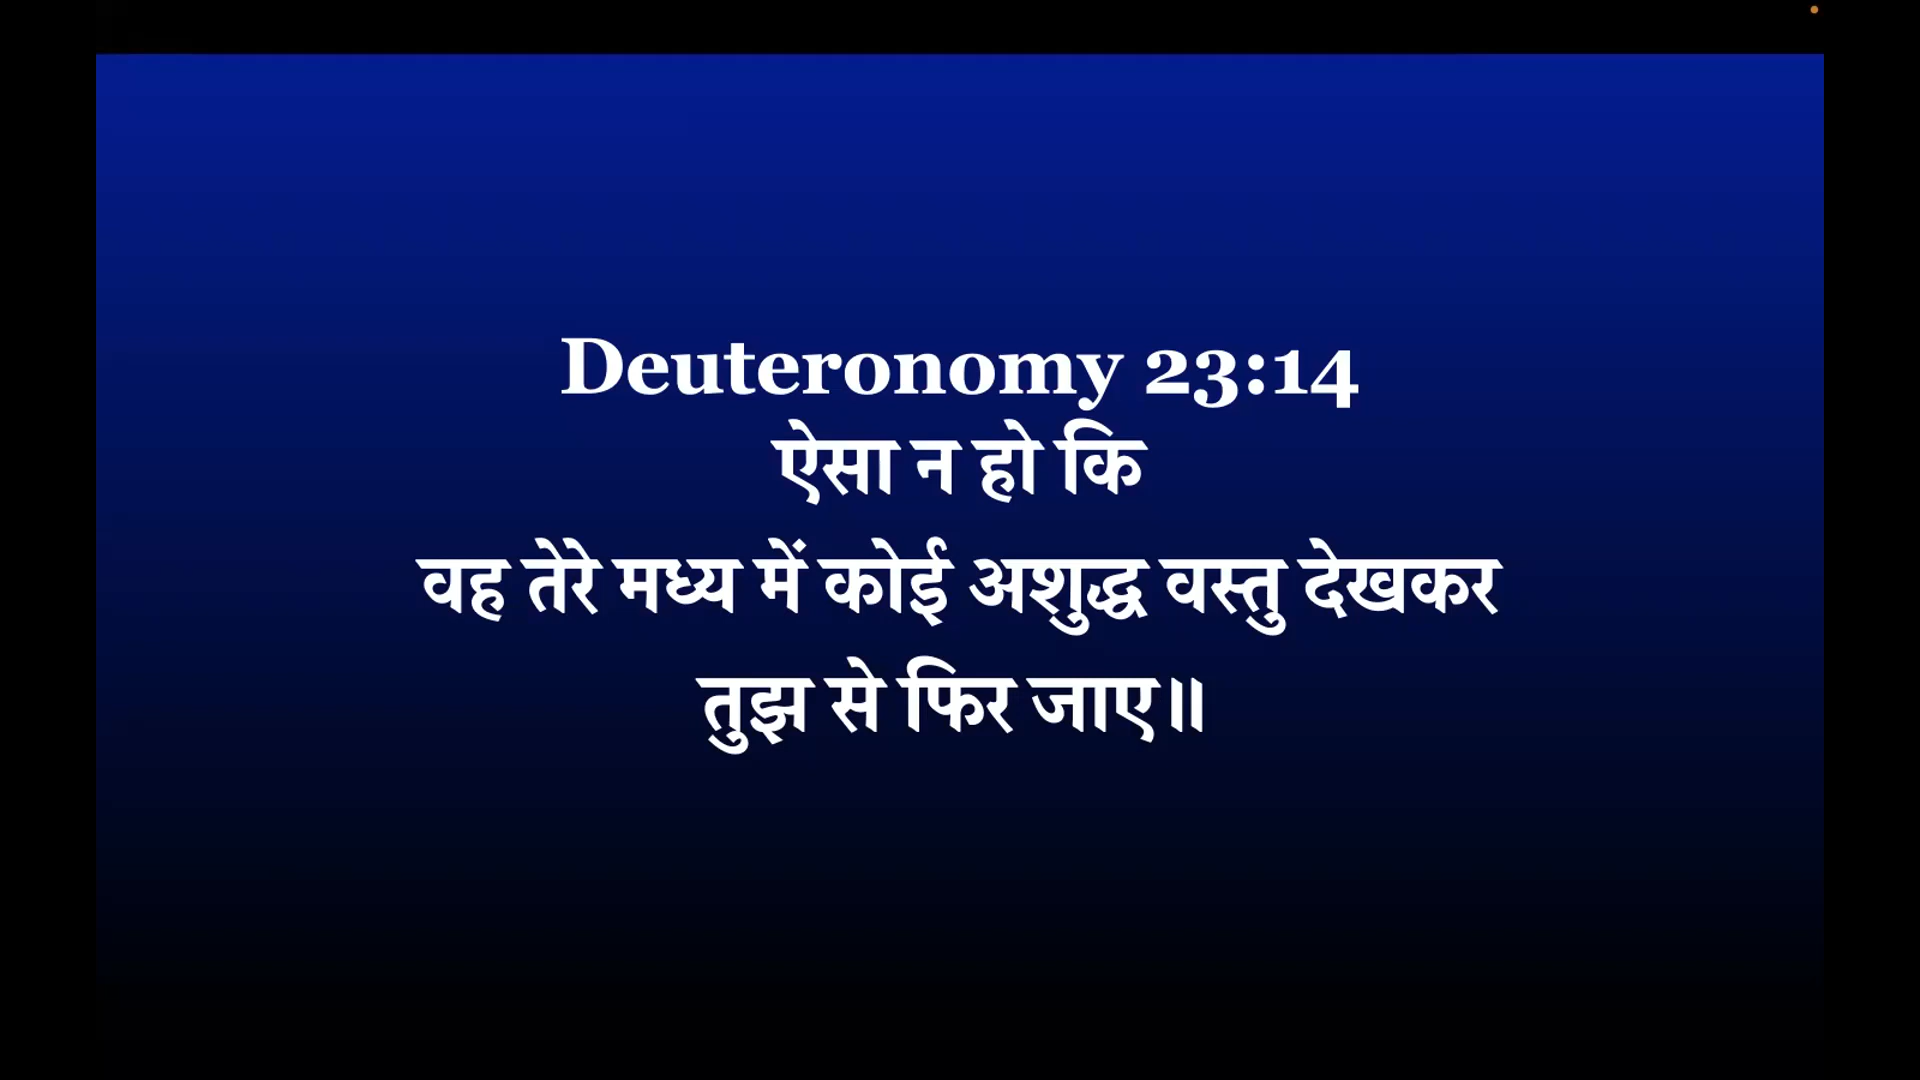 Deuteronomy 23:14
ऐसा न हो कि
वह तेरे मध्य में कोई अशुद्ध वस्तु देखकर
तुझ से फिर जाए॥